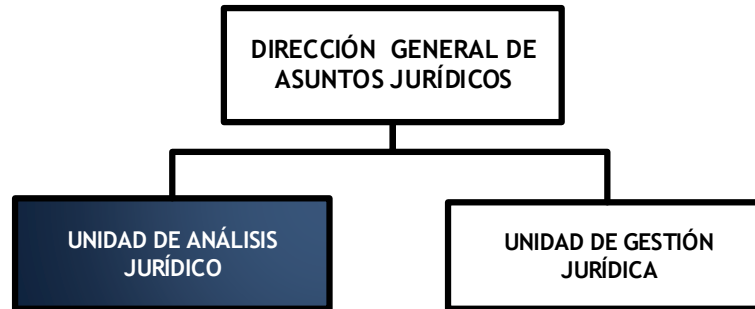 DIRECCIÓN GENERAL DE
ASUNTOS JURÍDICOS
UNIDAD DE ANÁLISIS
JURÍDICO
UNIDAD DE GESTIÓN
JURÍDICA